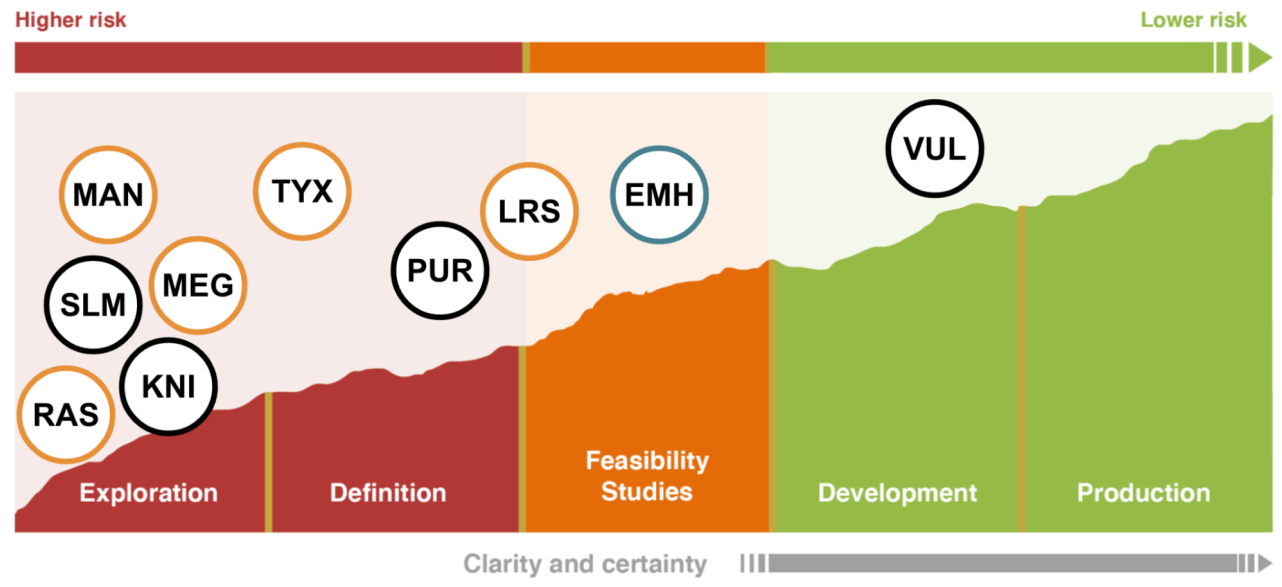 Higher risk
Lower risk
VUL
MAN
TYX
LRS
EMH
PUR
MEG
SLM
KNI
RAS
Exploration
Definition
Feasibility
Studies
Development
Production
Clarity and certainty